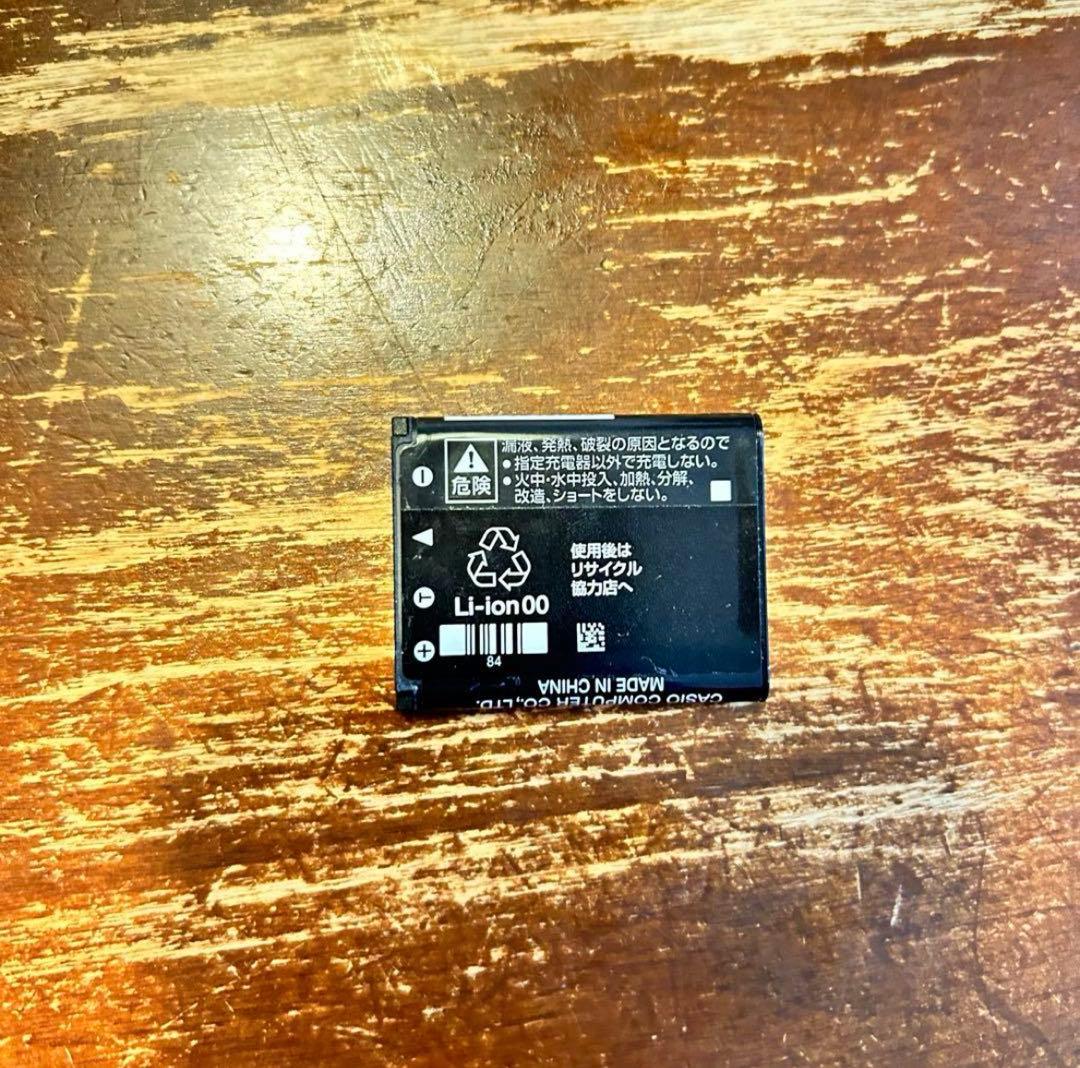 漏液、発熱、破裂の原因となるので
●指定充電器以外で充電しない。
●火中・水中投入、加熱、分解、
改造、ショートをしない。
危険
使用後は
リサイクル
協力店へ
Li-ion 00
T
84
CASIO COMPUTER CO.,LTD.
MADE IN CHINA